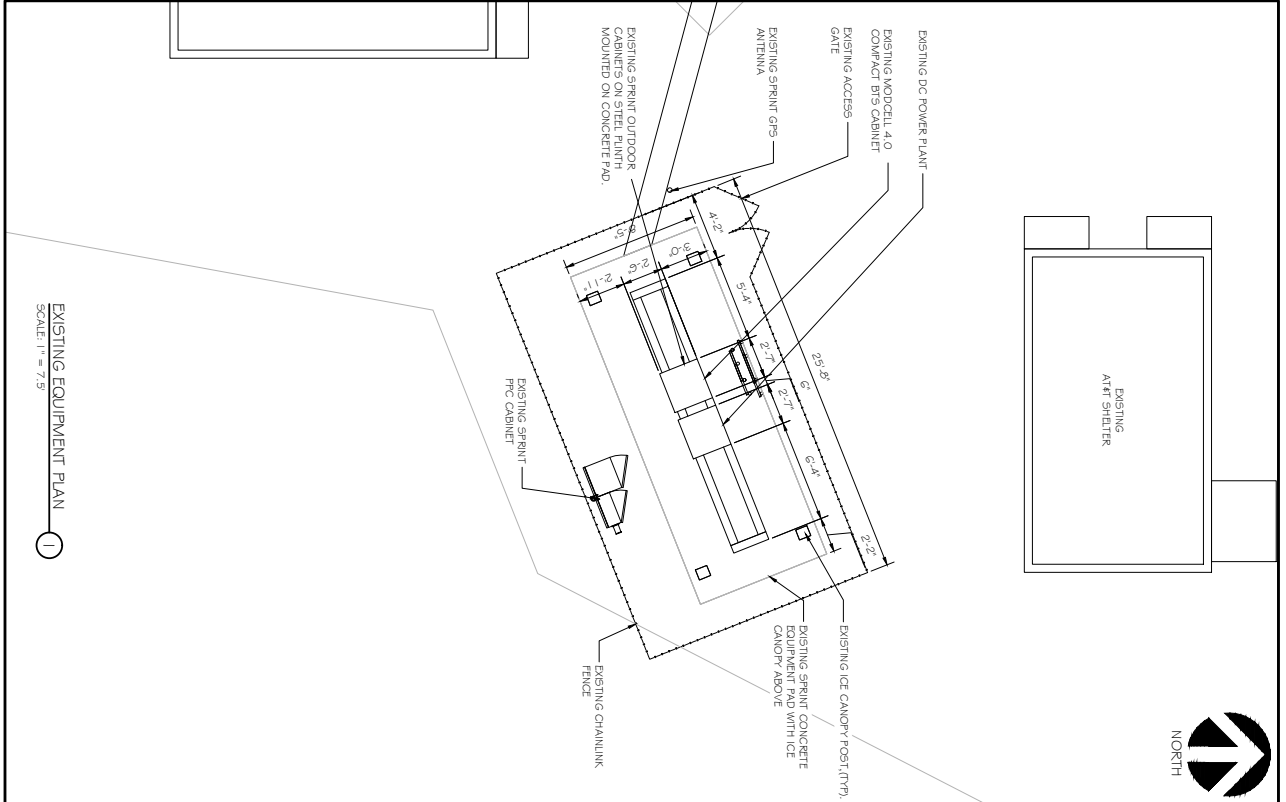 EXISTING DC POWER PLANT
EXISTING MODCELL 4.0
COMPACT BTS CABINET
EXISTING ACCESS
GATE
EXISTING SPRINT GPS
ANTENNA
EXISTING SPRINT OUTDOOR
CABINETS ON STEEL PLINTH
MOUNTED ON CONCRETE PAD.
EXISTING
AT&T SHELTER
25'-8"
4'-2"
5'-4"
2'-7"
6"
2'-7"
6'-4"
2'-2"
8'-5"
3'-0"
2'-6"
2'-11"
EXISTING SPRINT
PPC CABINET
EXISTING ICE CANOPY POST,(TYP).
EXISTING SPRINT CONCRETE
EQUIPMENT PAD WITH ICE
CANOPY ABOVE
EXISTING CHAINLINK
FENCE
NORTH
EXISTING EQUIPMENT PLAN
SCALE: 1" = 7.5'
1